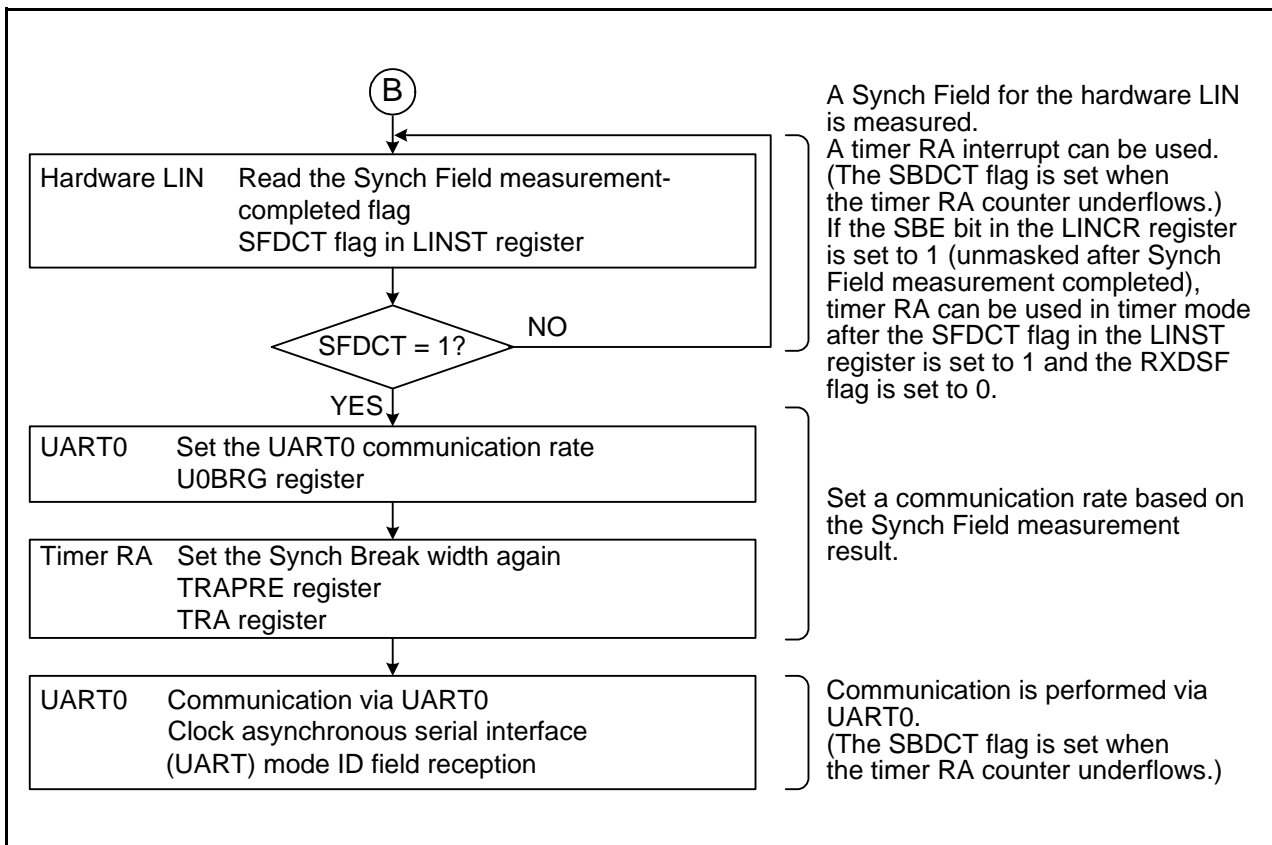 B
Hardware LIN Read the Synch Field measurement-
completed flag
SFDCT flag in LINST register
SFDCT = 1?
NO
YES
UART0 Set the UART0 communication rate
U0BRG register
Timer RA Set the Synch Break width again
TRAPRE register
TRA register
UART0 Communication via UART0
Clock asynchronous serial interface
(UART) mode ID field reception
A Synch Field for the hardware LIN
is measured.
A timer RA interrupt can be used.
(The SBDCT flag is set when
the timer RA counter underflows.)
If the SBE bit in the LINCR register
is set to 1 (unmasked after Synch
Field measurement completed),
timer RA can be used in timer mode
after the SFDCT flag in the LINST
register is set to 1 and the RXDSF
flag is set to 0.
Set a communication rate based on
the Synch Field measurement
result.
Communication is performed via
UART0.
(The SBDCT flag is set when
the timer RA counter underflows.)